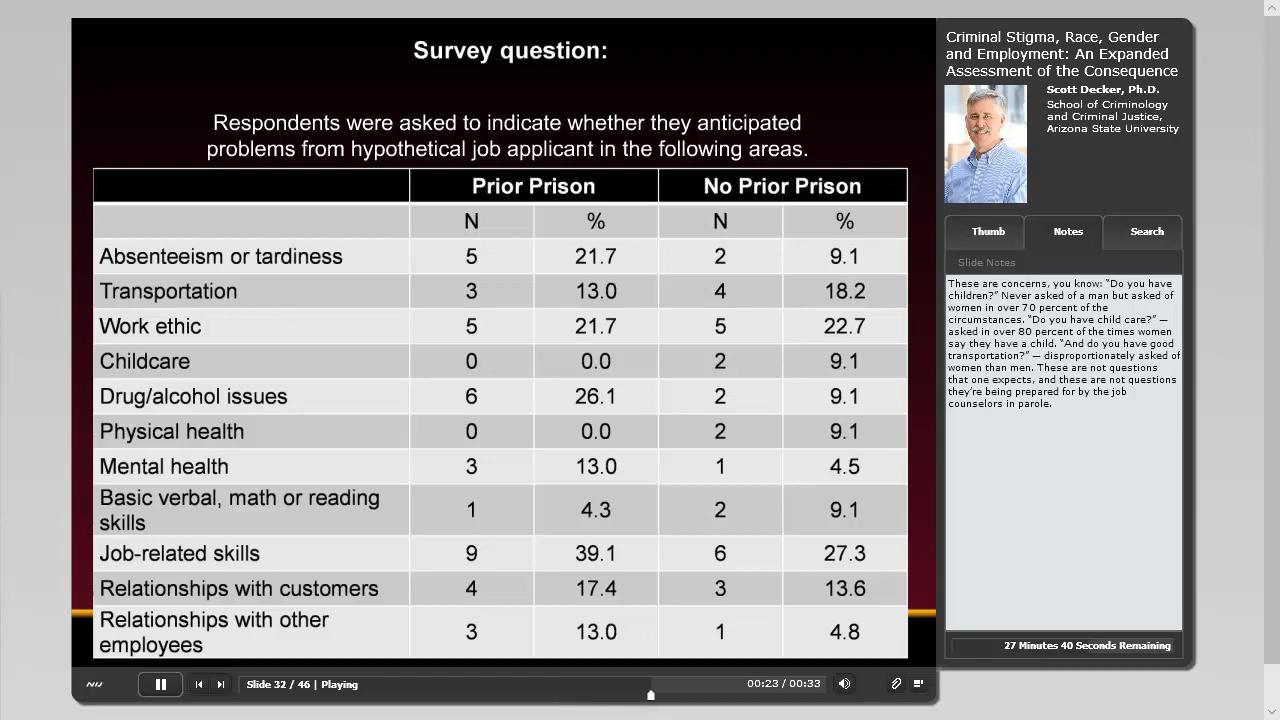 Survey question:
Respondents were asked to indicate whether they anticipated
problems from hypothetical job applicant in the following areas.
Prior Prison No Prior Prison
N % N %
Absenteeism or tardiness 5 21.7 2 9.1
Transportation 3 13.0 4 18.2
Work ethic 5 21.7 5 22.7
Childcare 0 0.0 2 9.1
Drug/alcohol issues 6 26.1 2 9.1
Physical health 0 0.0 2 9.1
Mental health 3 13.0 1 4.5
Basic verbal, math or reading
skills 1 4.3 2 9.1
Job-related skills 9 39.1 6 27.3
Relationships with customers 4 17.4 3 13.6
Relationships with other
employees 3 13.0 1 4.8
NIJ
Slide 32 / 46 | Playing
00:23 / 00:33
Criminal Stigma, Race, Gender
and Employment: An Expanded
Assessment of the Consequence
Scott Decker, Ph.D.
School of Criminology
and Criminal Justice,
Arizona State University
Thumb Notes Search
Slide Notes
These are concerns, you know: “Do you have
children?” Never asked of a man but asked of
women in over 70 percent of the
circumstances. “Do you have child care?” —
asked in over 80 percent of the times women
say they have a child. “And do you have good
transportation?” — disproportionately asked of
women than men. These are not questions
that one expects, and these are not questions
they’re being prepared for by the job
counselors in parole.
27 Minutes 40 Seconds Remaining